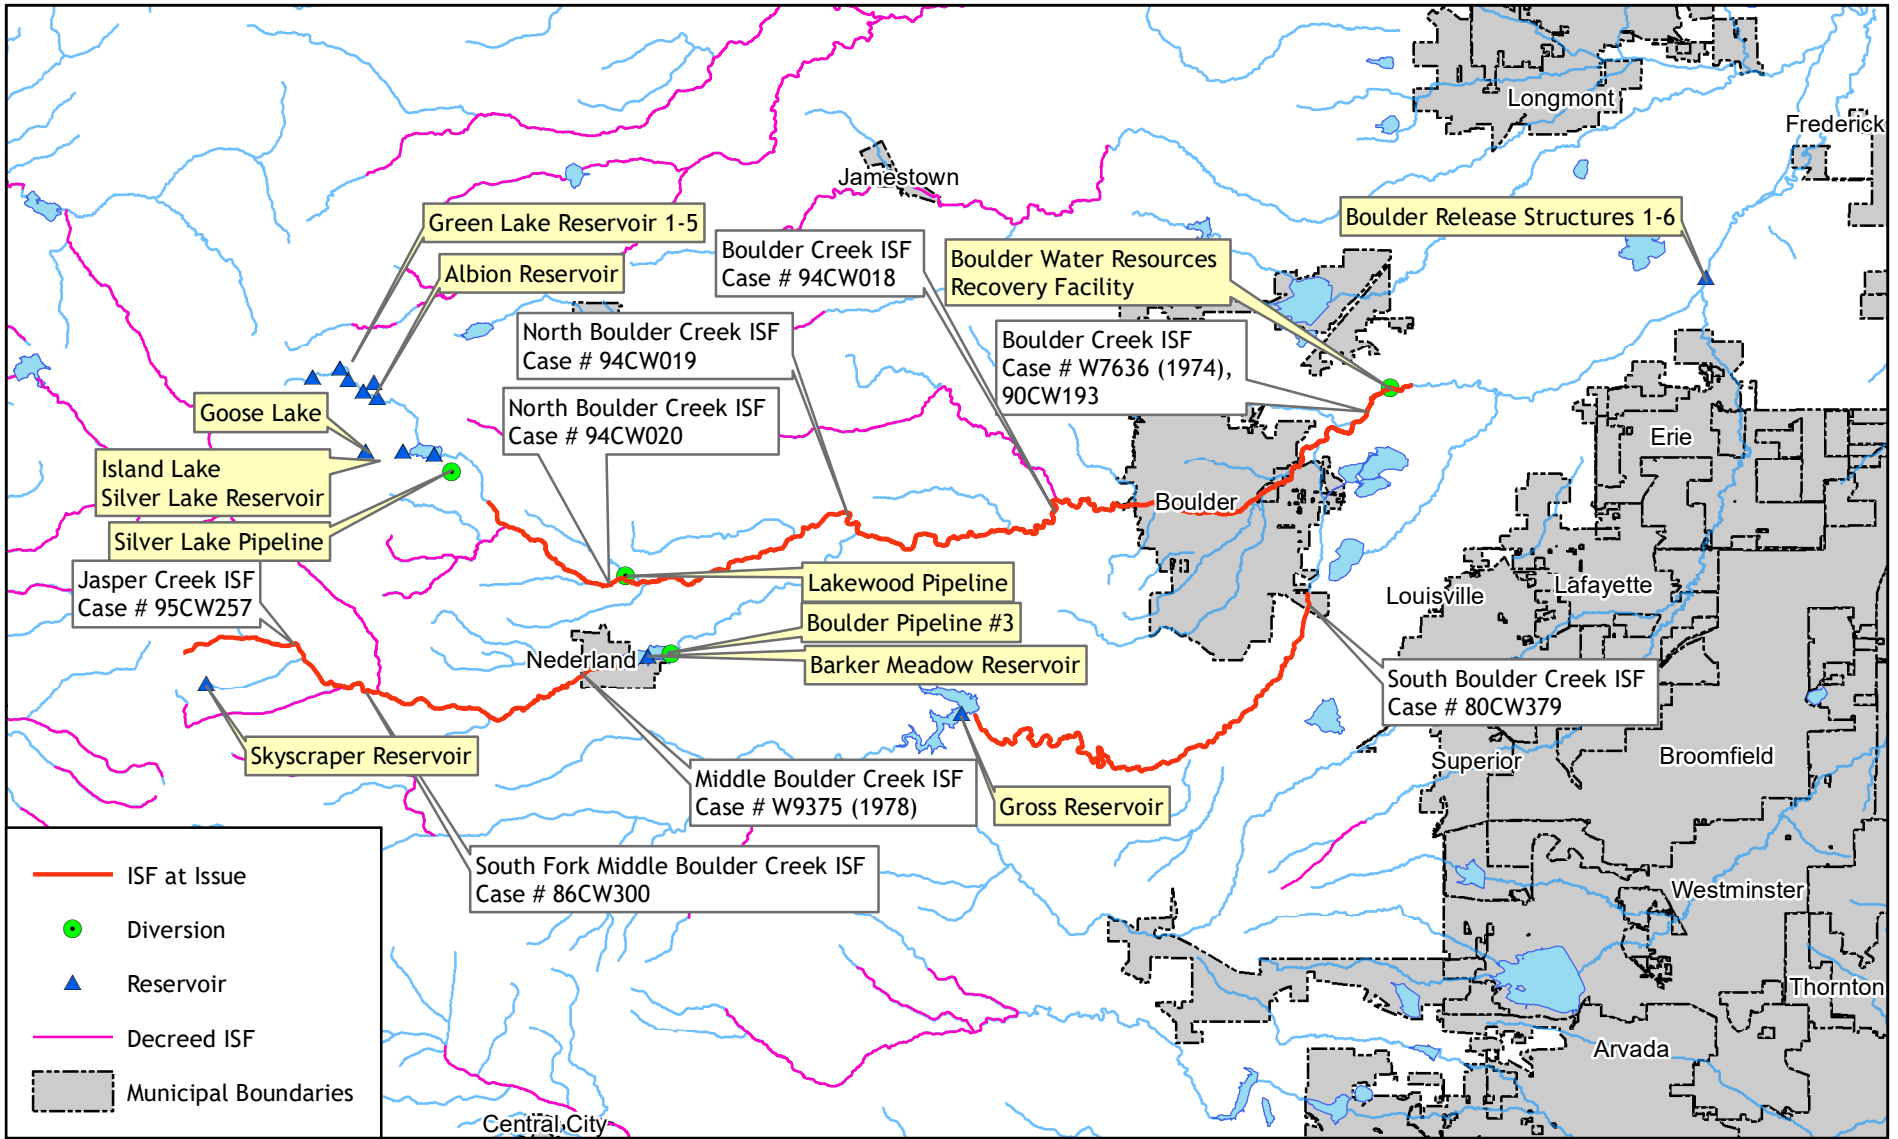 Longmont
Frederick
Jamestown
Green Lake Reservoir 1-5
Boulder Creek ISF
Case # 94CW018
Boulder Water Resources
Recovery Facility
Boulder Release Structures 1-6
Albion Reservoir
North Boulder Creek ISF
Case # 94CW019
Boulder Creek ISF
Case # W7636 (1974),
90CW193
Goose Lake
North Boulder Creek ISF
Case # 94CW020
Erie
Island Lake
Silver Lake Reservoir
Boulder
Silver Lake Pipeline
Jasper Creek ISF
Case # 95CW257
Lakewood Pipeline
Louisville
Lafayette
Boulder Pipeline #3
Nederland
Barker Meadow Reservoir
South Boulder Creek ISF
Case # 80CW379
Skyscraper Reservoir
Middle Boulder Creek ISF
Case # W9375 (1978)
Gross Reservoir
Superior
Broomfield
South Fork Middle Boulder Creek ISF
Case # 86CW300
Westminster
Thornton
Arvada
Central City
ISF at Issue
Diversion
Reservoir
Decreed ISF
Municipal Boundaries